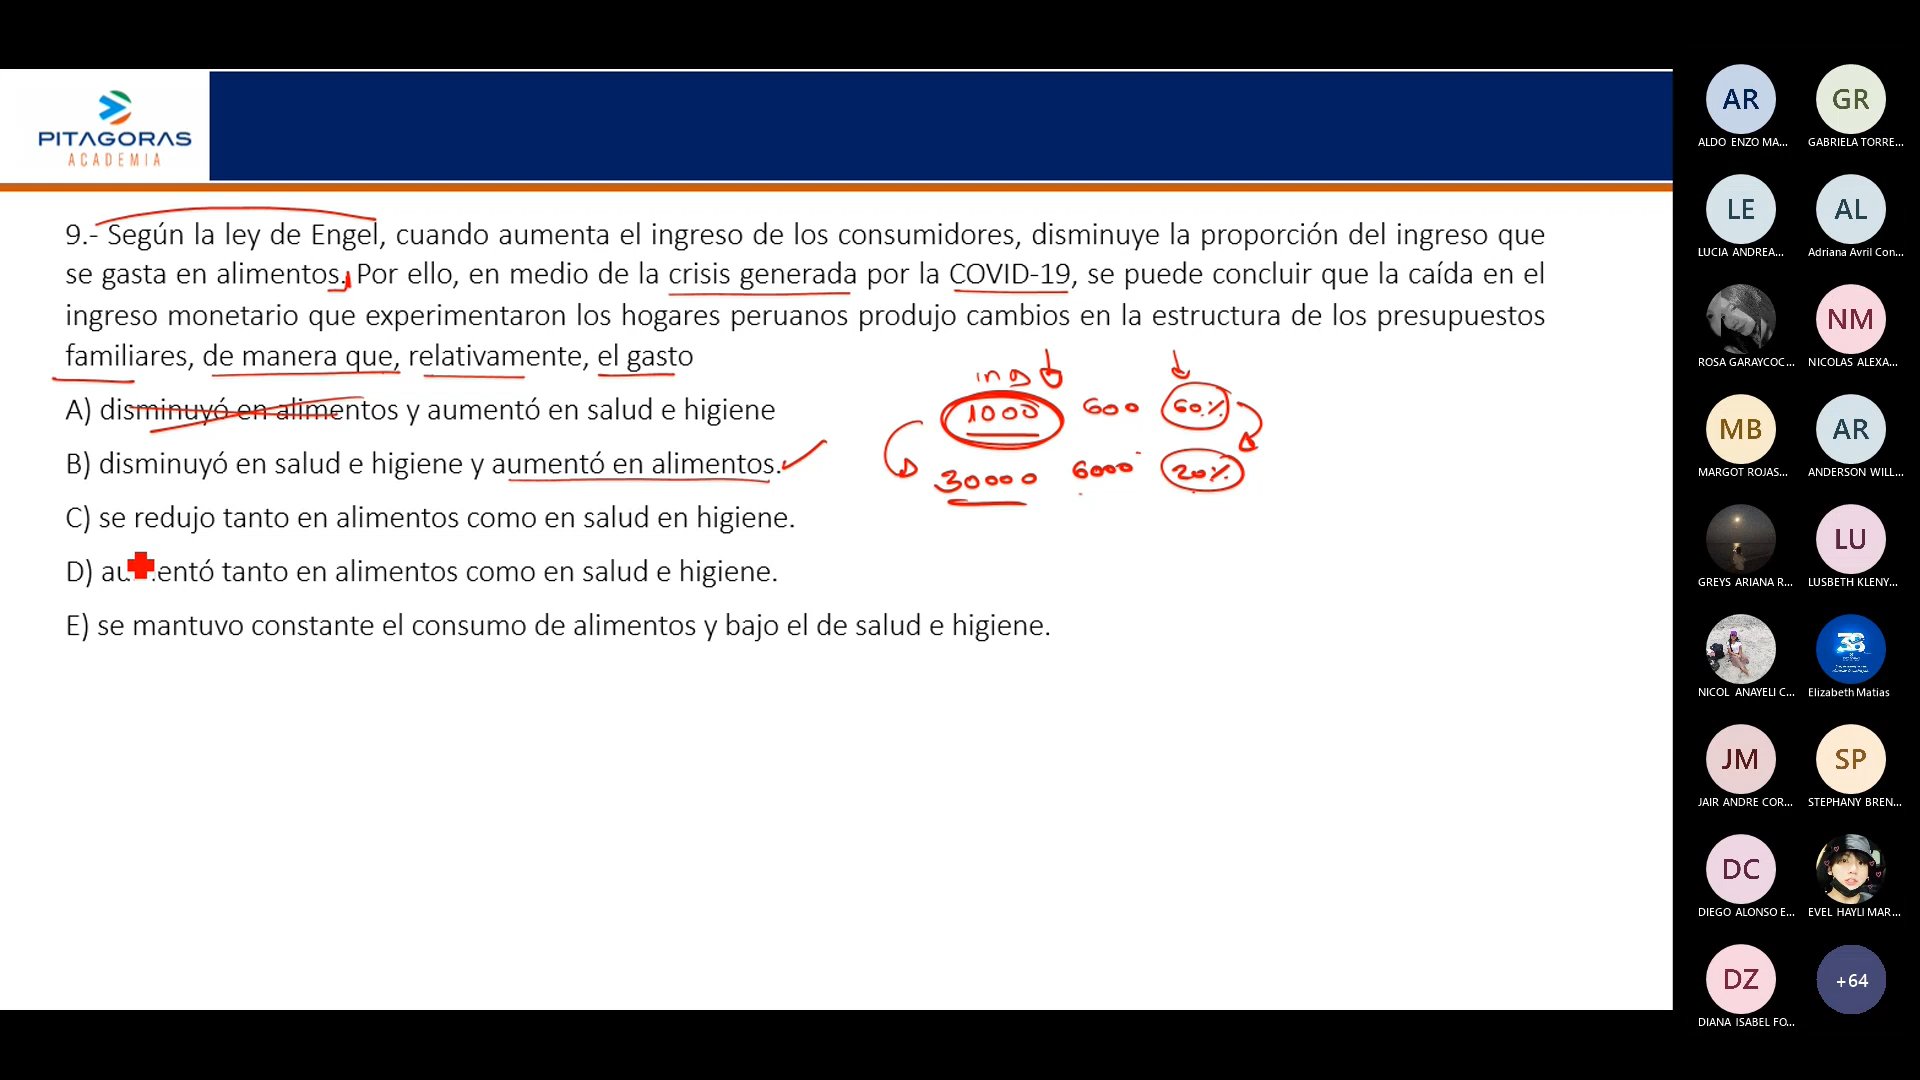 PITAGORAS
ACADEMIA
9.- Según la ley de Engel, cuando aumenta el ingreso de los consumidores, disminuye la proporción del ingreso que
se gasta en alimentos. Por ello, en medio de la crisis generada por la COVID-19, se puede concluir que la caída en el
ingreso monetario que experimentaron los hogares peruanos produjo cambios en la estructura de los presupuestos
familiares, de manera que, relativamente, el gasto
A) disminuyó en alimentos y aumentó en salud e higiene
B) disminuyó en salud e higiene y aumentó en alimentos.
C) se redujo tanto en alimentos como en salud en higiene.
D) aumentó tanto en alimentos como en salud e higiene.
E) se mantuvo constante el consumo de alimentos y bajo el de salud e higiene.
ing
1000 600 60%
30000 6000 20%
AR
ALDO ENZO MA...
GR
GABRIELA TORRE...
LE
LUCIA ANDREA...
AL
Adriana Avril Con...
ROSA GARAYCOC...
NM
NICOLAS ALEXA...
MB
MARGOT ROJAS...
AR
ANDERSON WILL...
GREYS ARIANA R...
LU
LUSBETH KLENY...
NICOL ANAYELI C...
38
Elizabeth Matias
JM
JAIR ANDRE COR...
SP
STEPHANY BREN...
DC
DIEGO ALONSO E...
EVEL HAYLI MAR...
DZ
DIANA ISABEL FO...
+64